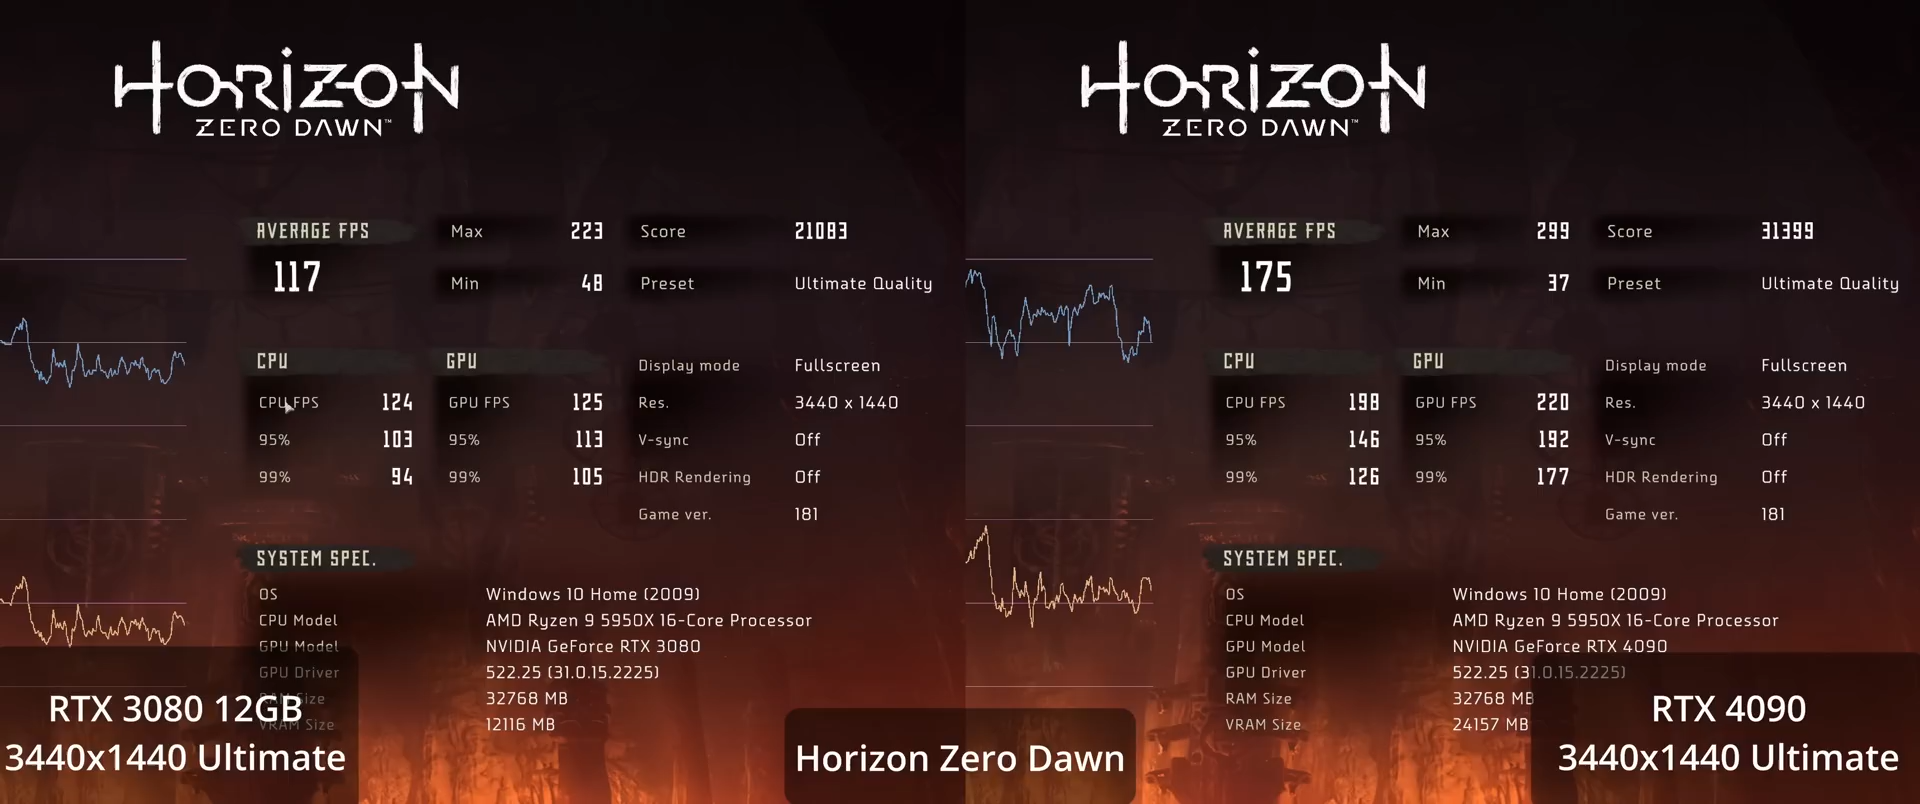 HORIZON
ZERO DAWN™
AVERAGE FPS
117
Max 223
Min 48
Score 21083
Preset Ultimate Quality
CPU
CPU FPS 124
95% 103
99% 94
GPU
GPU FPS 125
95% 113
99% 105
Display mode Fullscreen
Res. 3440 x 1440
V-sync Off
HDR Rendering Off
Game ver. 181
SYSTEM SPEC.
OS Windows 10 Home (2009)
CPU Model AMD Ryzen 9 5950X 16-Core Processor
GPU Model NVIDIA GeForce RTX 3080
GPU Driver 522.25 (31.0.15.2225)
RAM Size 32768 MB
VRAM Size 12116 MB
RTX 3080 12GB
3440x1440 Ultimate
HORIZON
ZERO DAWN™
AVERAGE FPS
175
Max 299
Min 37
Score 31399
Preset Ultimate Quality
CPU
CPU FPS 198
95% 146
99% 126
GPU
GPU FPS 220
95% 192
99% 177
Display mode Fullscreen
Res. 3440 x 1440
V-sync Off
HDR Rendering Off
Game ver. 181
SYSTEM SPEC.
OS Windows 10 Home (2009)
CPU Model AMD Ryzen 9 5950X 16-Core Processor
GPU Model NVIDIA GeForce RTX 4090
GPU Driver 522.25 (31.0.15.2225)
RAM Size 32768 MB
VRAM Size 24157 MB
RTX 4090
3440x1440 Ultimate
Horizon Zero Dawn